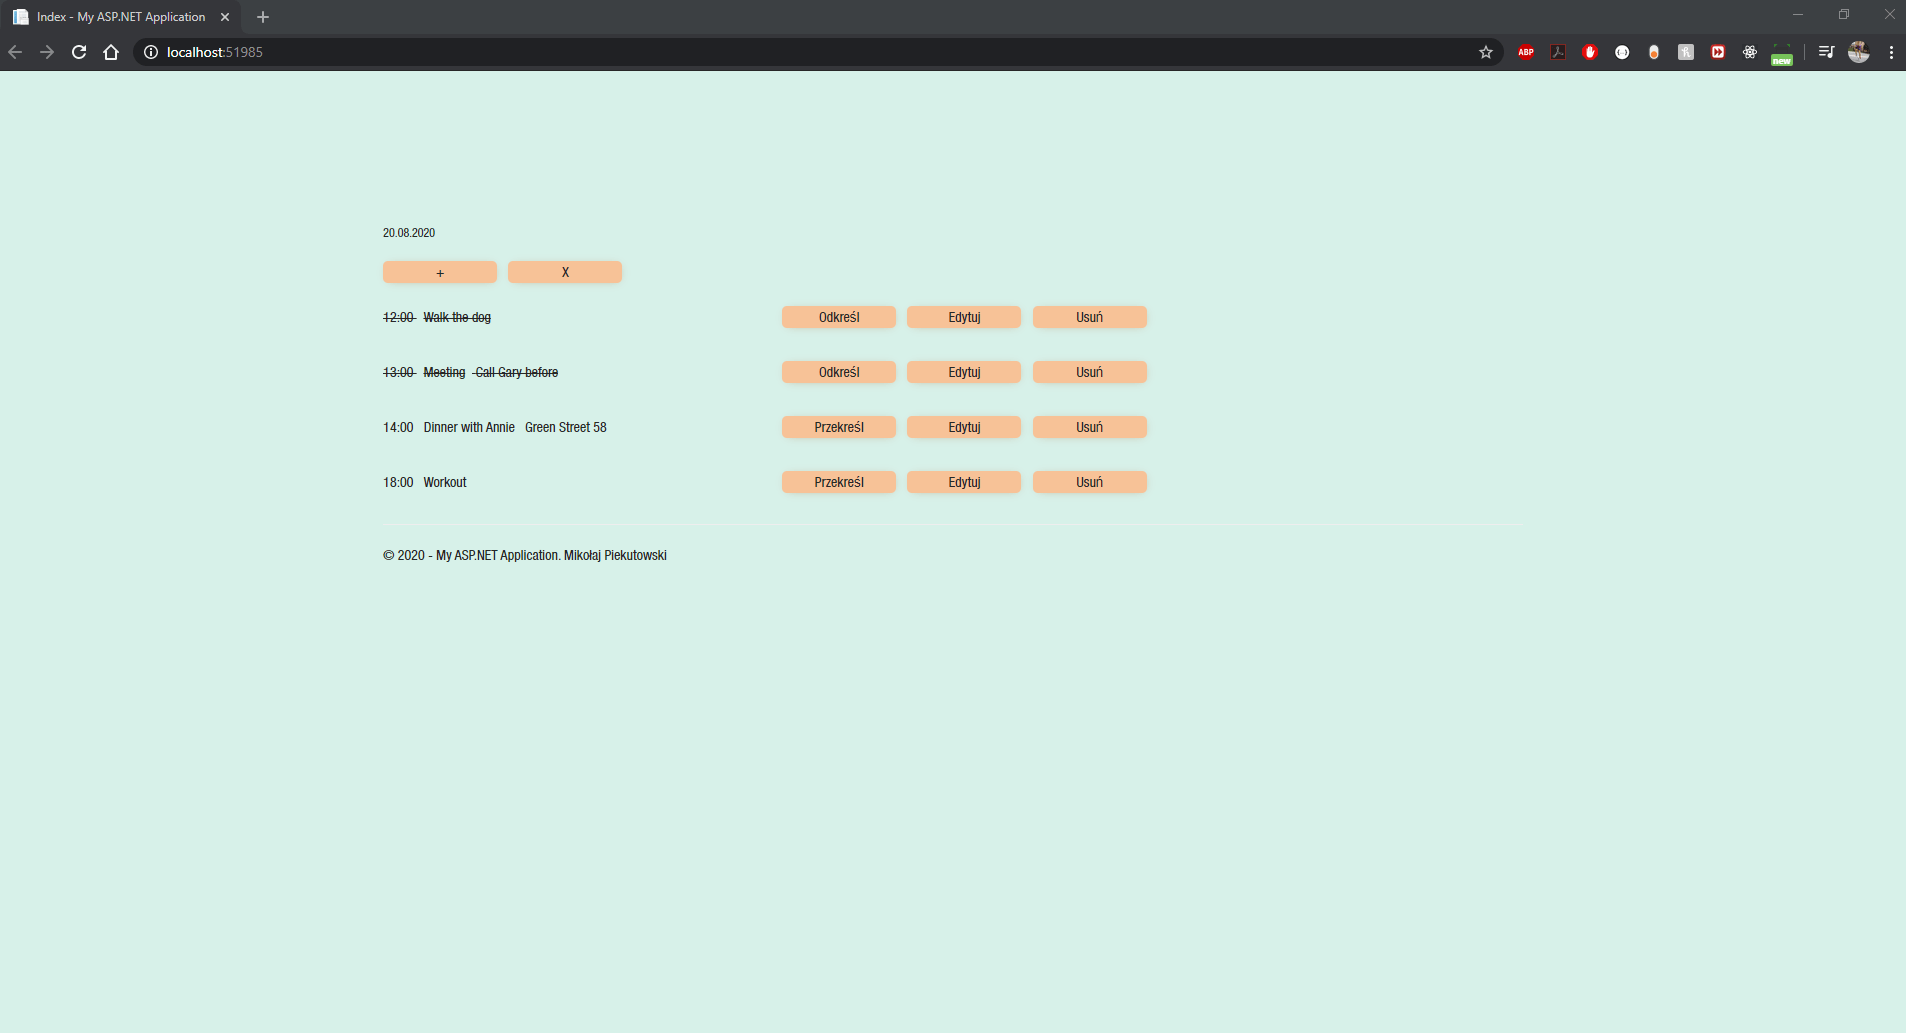 Index - My ASP.NET Application
localhost:51985
ABP
new
20.08.2020
+ X
12:00 Walk the dog Odkreśl Edytuj Usuń
13:00 Meeting Call Gary before Odkreśl Edytuj Usuń
14:00 Dinner with Annie Green Street 58 Przekreśl Edytuj Usuń
18:00 Workout Przekreśl Edytuj Usuń
© 2020 - My ASP.NET Application. Mikołaj Piekutowski